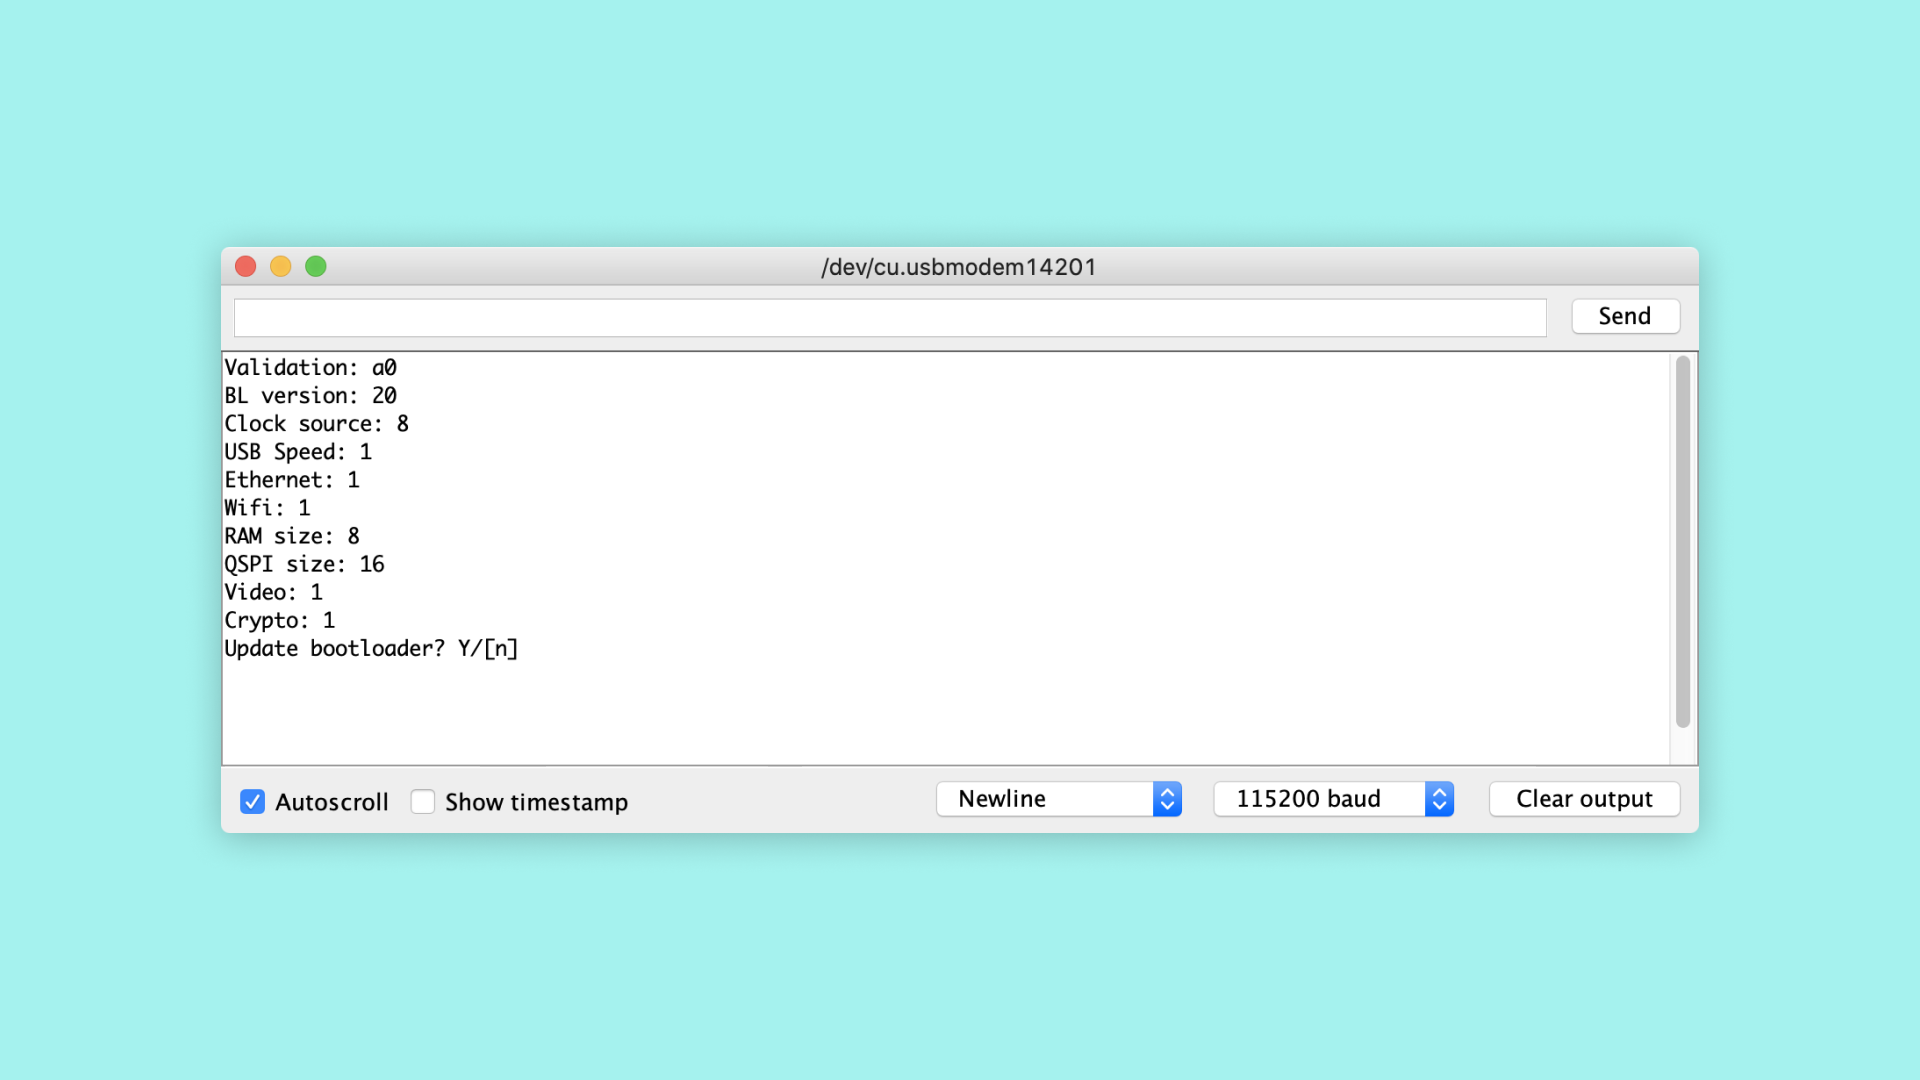 /dev/cu.usbmodem14201
Send
Validation: a0
BL version: 20
Clock source: 8
USB Speed: 1
Ethernet: 1
Wifi: 1
RAM size: 8
QSPI size: 16
Video: 1
Crypto: 1
Update bootloader? Y/[n]
Autoscroll Show timestamp Newline 115200 baud Clear output